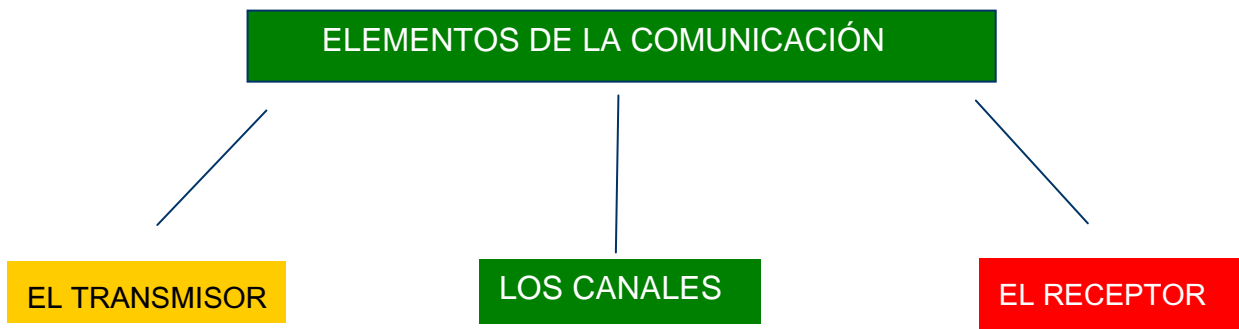 ELEMENTOS DE LA COMUNICACIÓN
EL TRANSMISOR
LOS CANALES
EL RECEPTOR